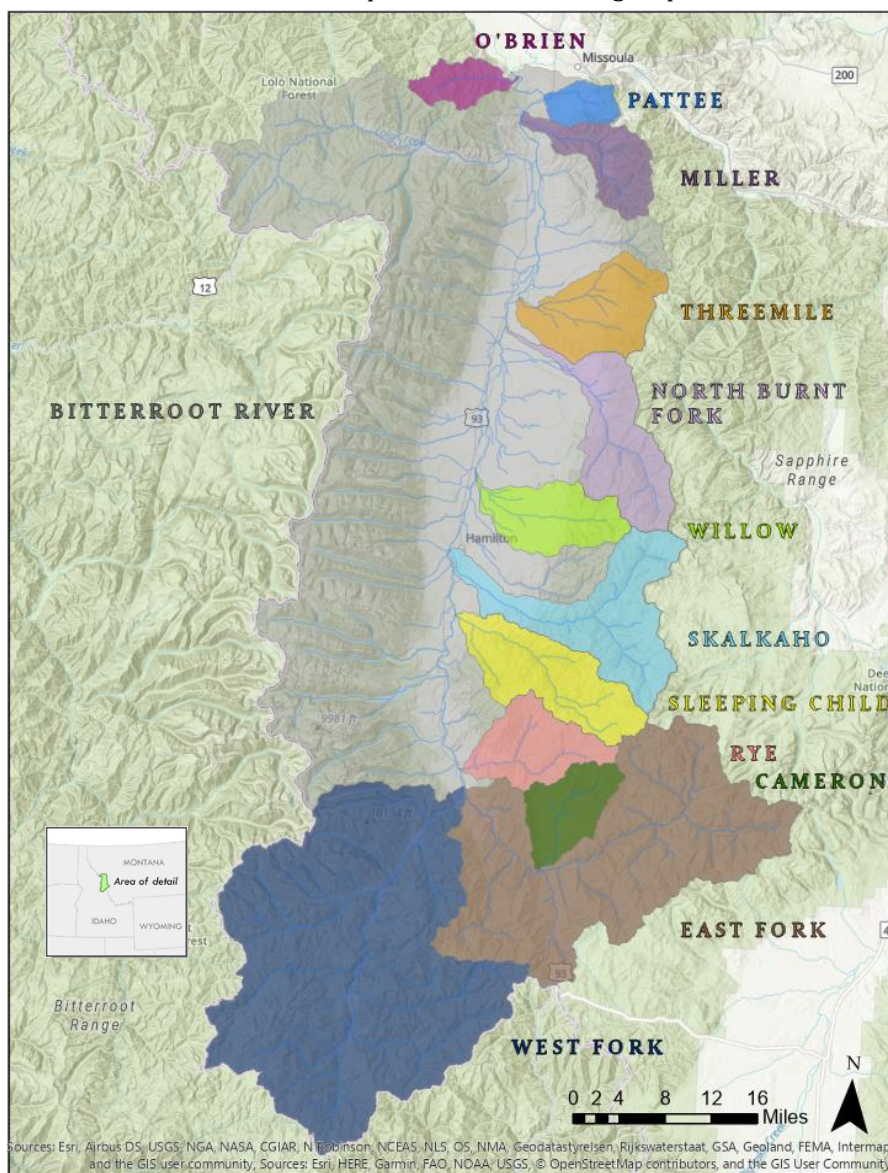 O'BRIEN
Missoula
Lolo National
Forest
200
PATTEE
MILLER
12
THREEMILE
NORTH BURNT
FORK
BITTERROOT RIVER
93
Sapphire
Range
WILLOW
Hamilton
SKALKAHO
SLEEPING CHILD
9981 ft
RYE
CAMERON
MONTANA
Area of detail
IDAHO
WYOMING
EAST FORK
93
Bitterroot
Range
WEST FORK
N
0 2 4 8 12 16
Miles
Sources: Esri, Airbus DS, USGS, NGA, NASA, CGIAR, N Robinson, NCEAS, NLS, OS, NMA, Geodatastyrelsen, Rijkswaterstaat, GSA, Geoland, FEMA, Intermap
and the GIS user community, Sources: Esri, HERE, Garmin, FAO, NOAA, USGS, © OpenStreetMap contributors, and the GIS User Community